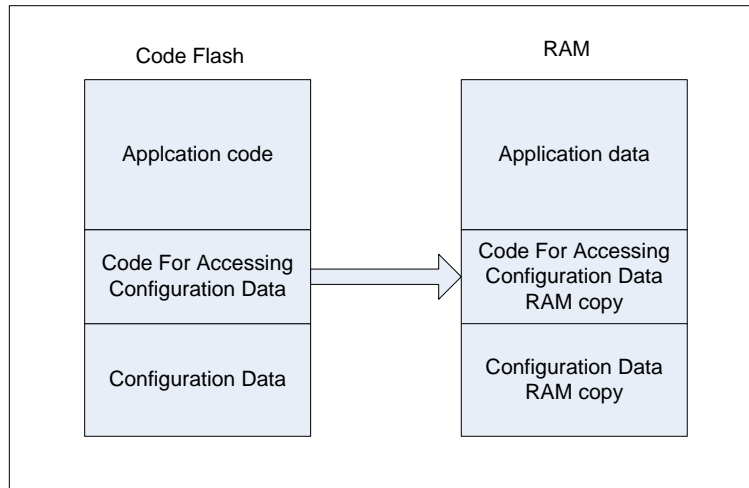 Code Flash
RAM
Applcation code
Application data
Code For Accessing
Configuration Data
Code For Accessing
Configuration Data
RAM copy
Configuration Data
Configuration Data
RAM copy